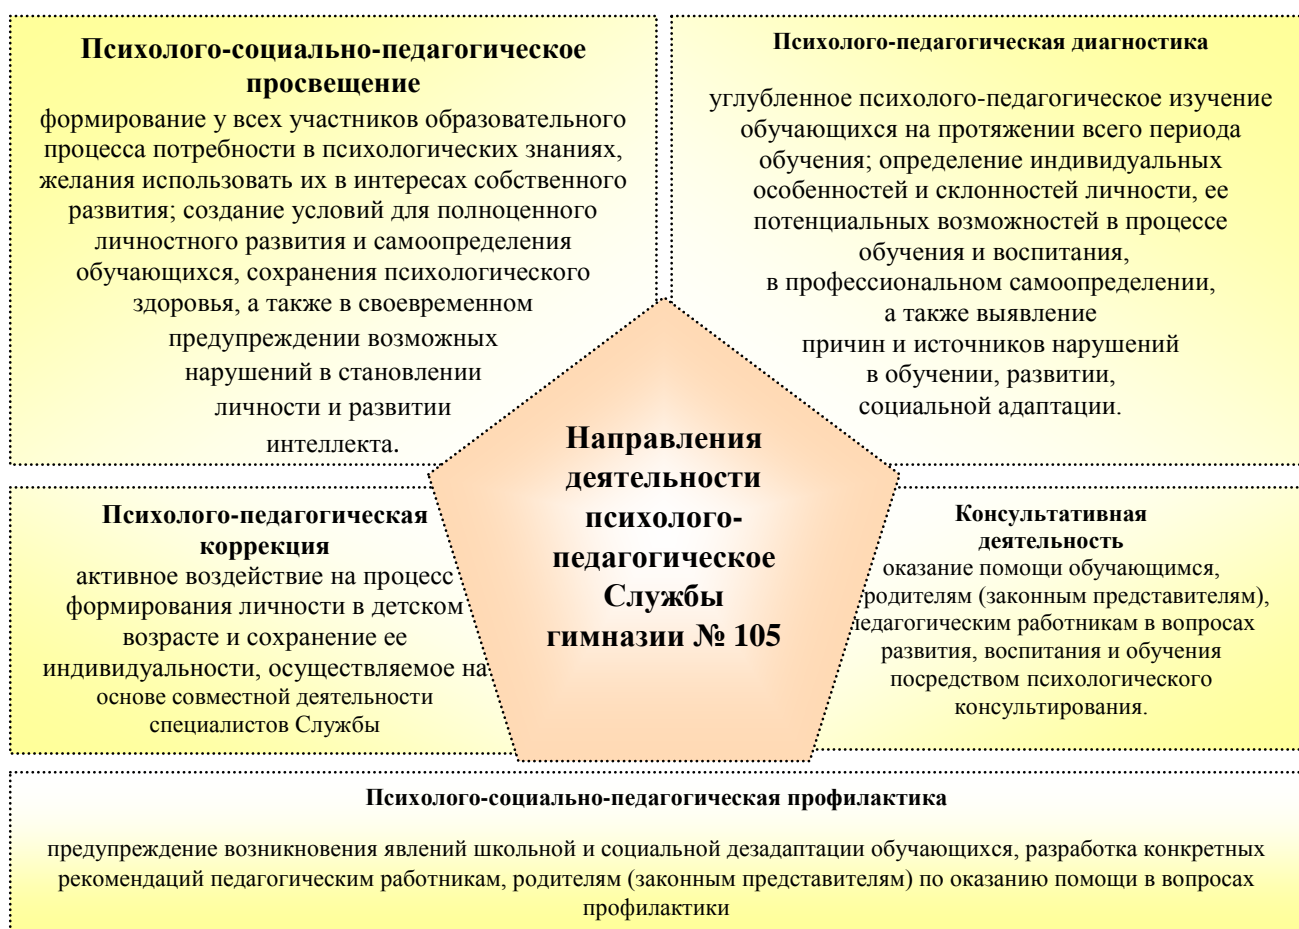 Психолого-социально-педагогическое
просвещение
формирование у всех участников образовательного
процесса потребности в психологических знаниях,
желания использовать их в интересах собственного
развития; создание условий для полноценного
личностного развития и самоопределения
обучающихся, сохранения психологического
здоровья, а также в своевременном
предупреждении возможных
нарушений в становлении
личности и развитии
интеллекта.
Психолого-педагогическая диагностика
углубленное психолого-педагогическое изучение
обучающихся на протяжении всего периода
обучения; определение индивидуальных
особенностей и склонностей личности, ее
потенциальных возможностей в процессе
обучения и воспитания,
в профессиональном самоопределении,
а также выявление
причин и источников нарушений
в обучении, развитии,
социальной адаптации.
Направления
деятельности
психолого-
педагогическое
Службы
гимназии № 105
Психолого-педагогическая
коррекция
активное воздействие на процесс
формирования личности в детском
возрасте и сохранение ее
индивидуальности, осуществляемое на
основе совместной деятельности
специалистов Службы
Консультативная
деятельность
оказание помощи обучающимся,
родителям (законным представителям),
педагогическим работникам в вопросах
развития, воспитания и обучения
посредством психологического
консультирования.
Психолого-социально-педагогическая профилактика
предупреждение возникновения явлений школьной и социальной дезадаптации обучающихся, разработка конкретных
рекомендаций педагогическим работникам, родителям (законным представителям) по оказанию помощи в вопросах
профилактики